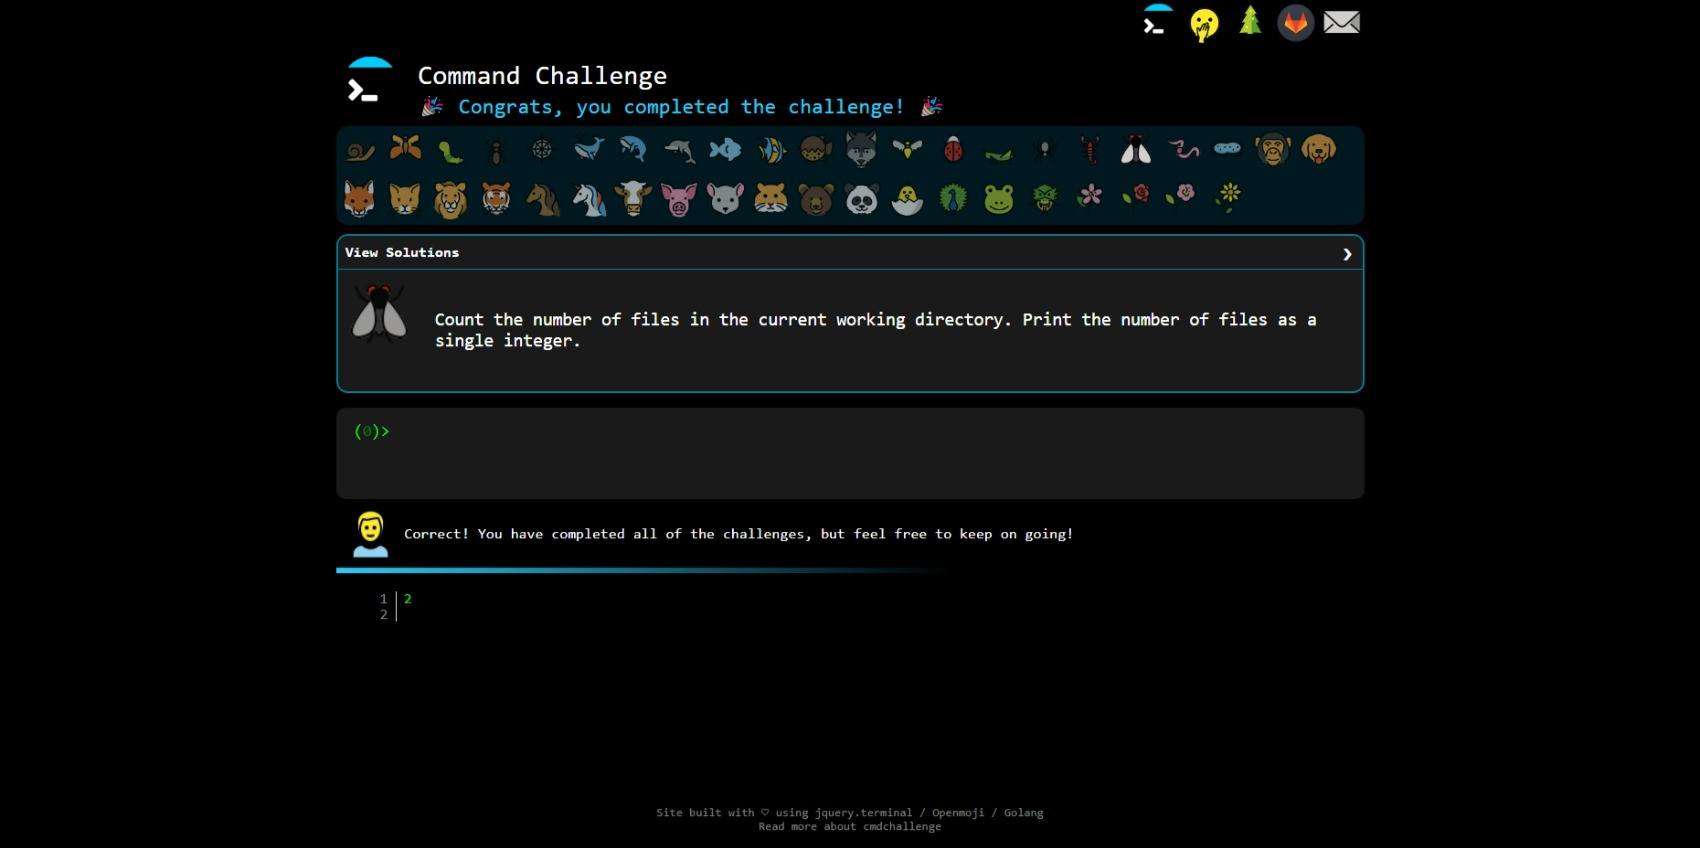 Command Challenge
🎉 Congrats, you completed the challenge! 🎉
View Solutions ❯
Count the number of files in the current working directory. Print the number of files as a
single integer.
(0)>
Correct! You have completed all of the challenges, but feel free to keep on going!
1 2
2
Site built with ♡ using jquery.terminal / Openmoji / Golang
Read more about cmdchallenge